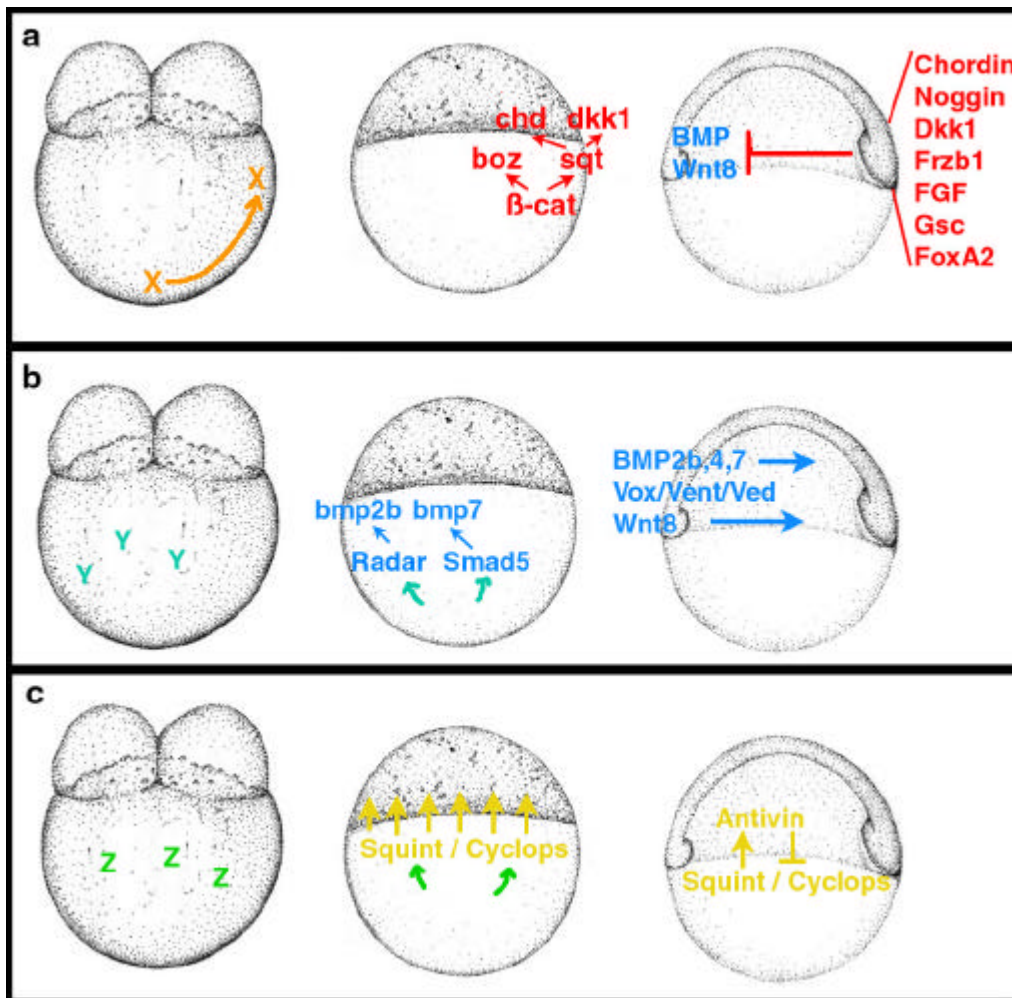 a
X
X
chd dkk1
boz sqt
ß-cat
BMP
Wnt8
Chordin
Noggin
Dkk1
Frzb1
FGF
Gsc
FoxA2
b
Y
Y
Y
bmp2b bmp7
Radar Smad5
BMP2b,4,7
Vox/Vent/Ved
Wnt8
c
Z
Z
Z
Squint / Cyclops
Antivin
Squint / Cyclops